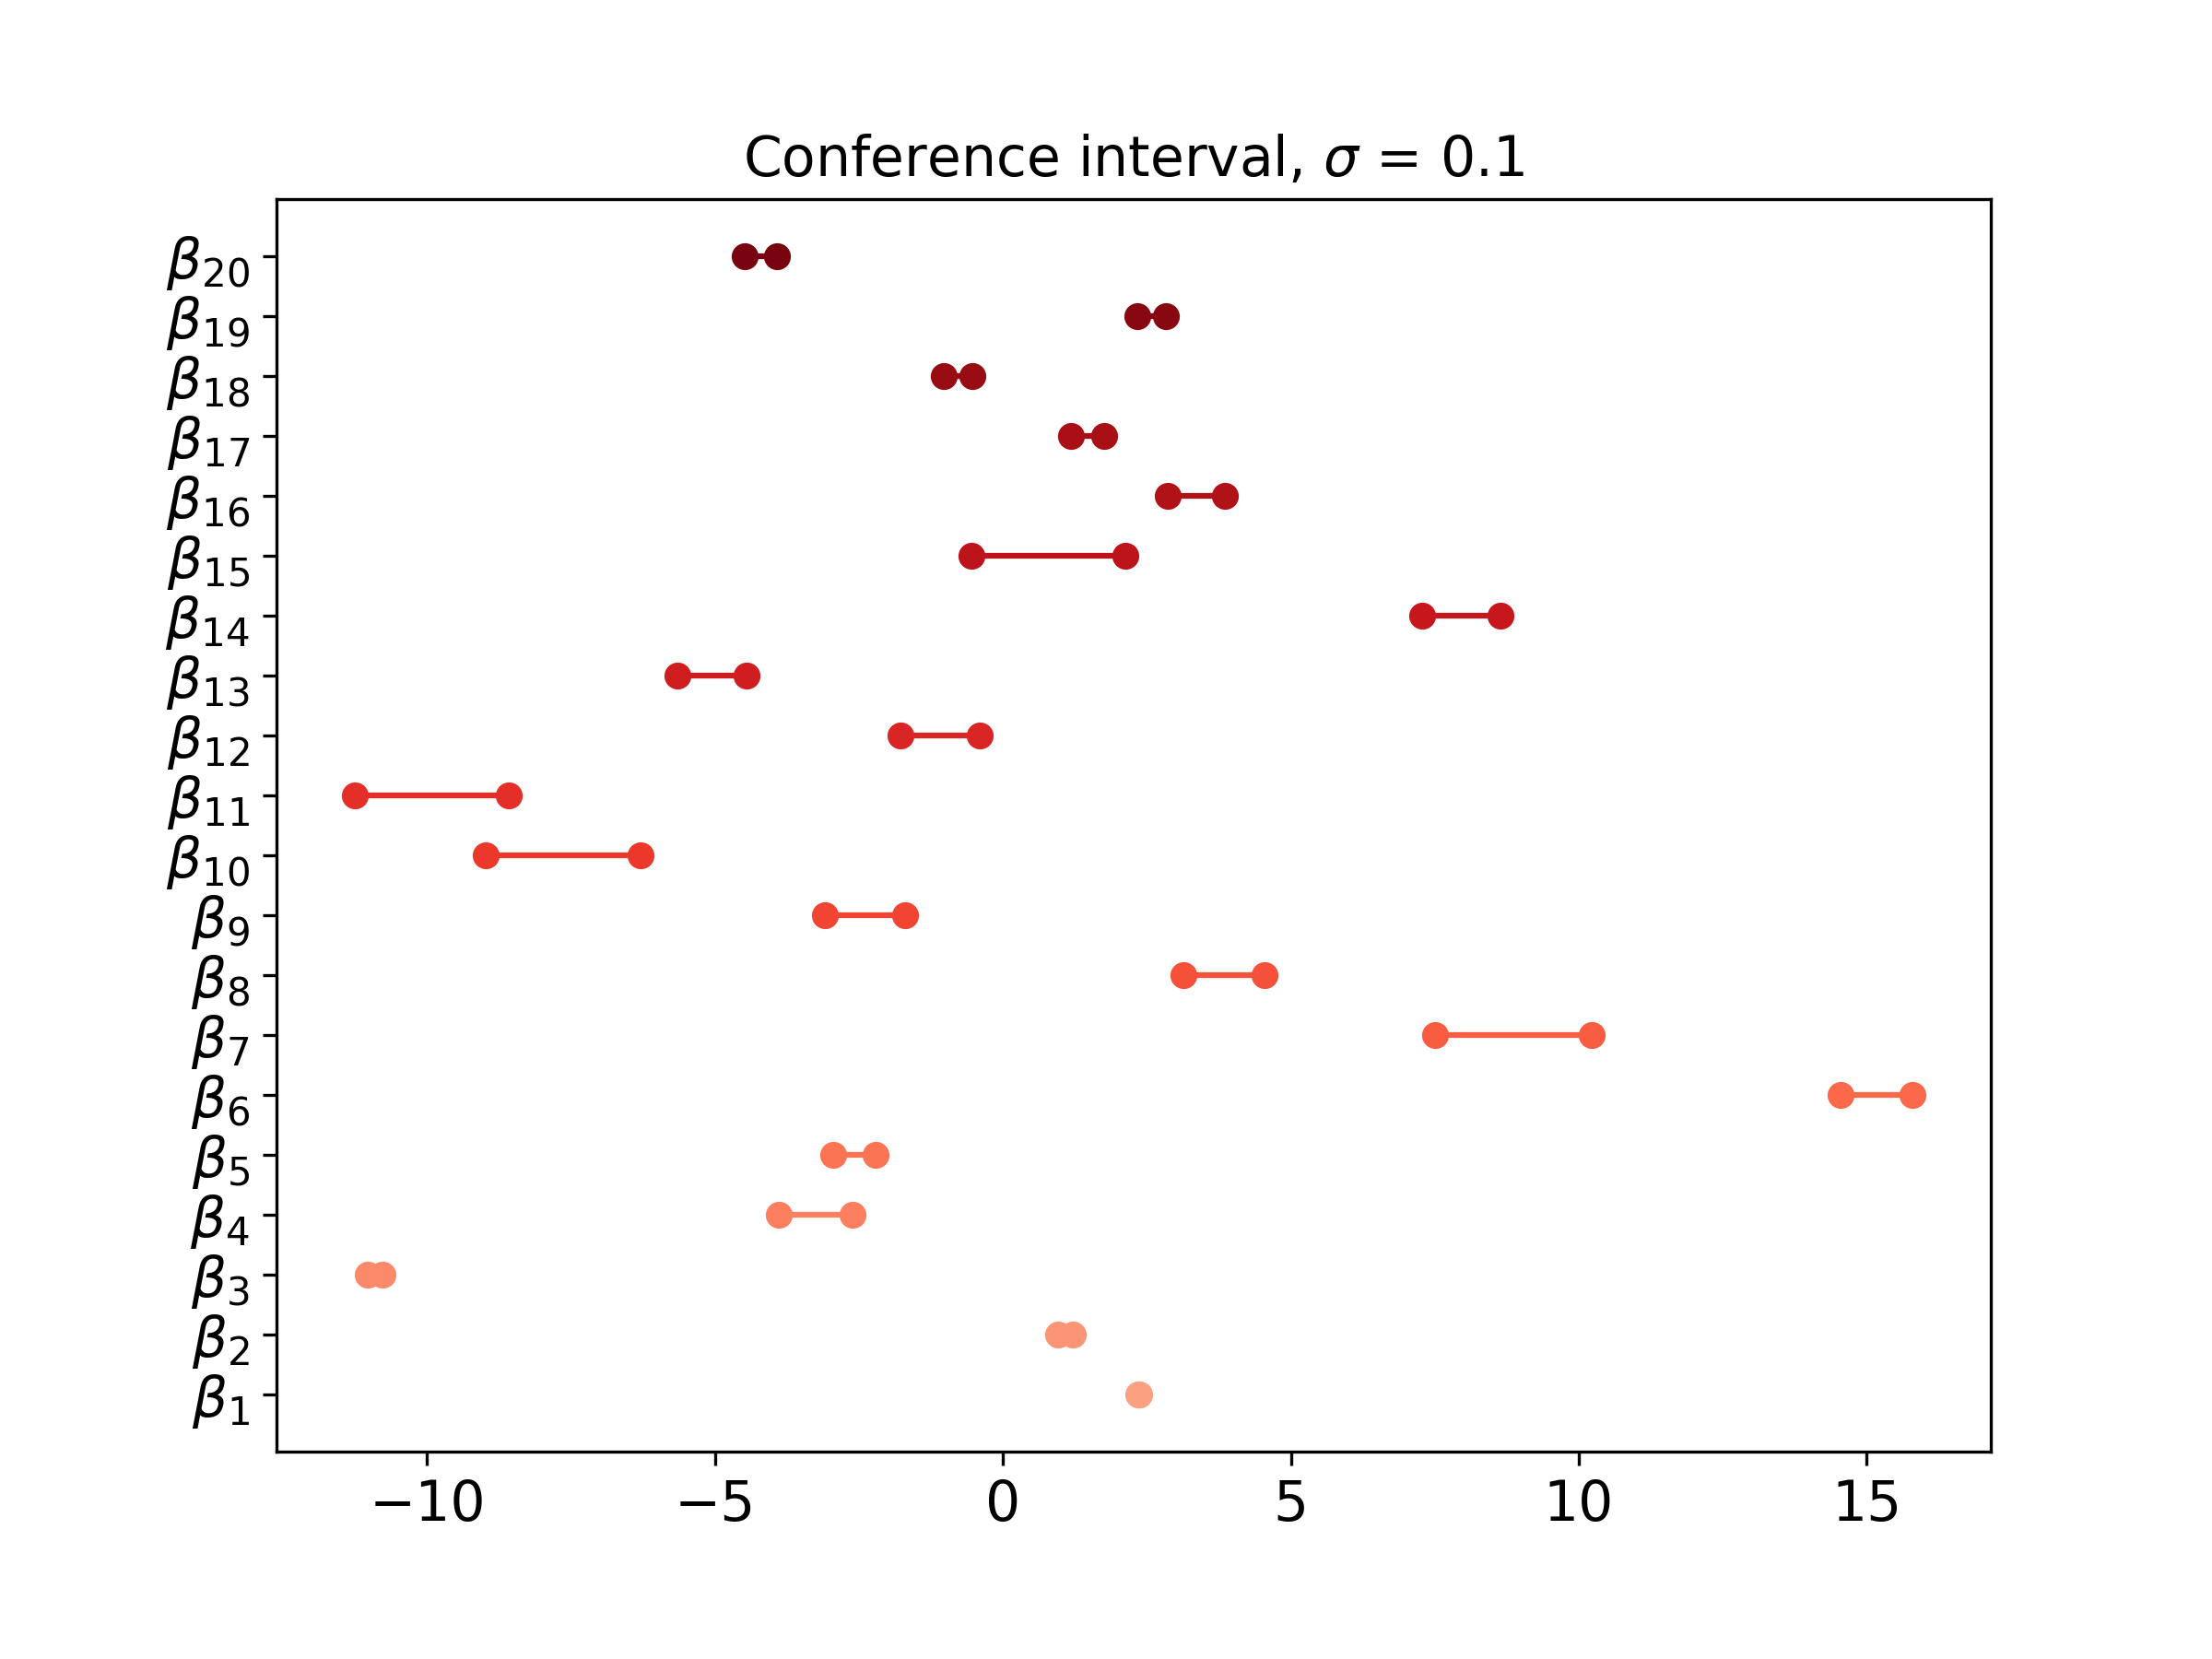 Conference interval, σ = 0.1
β₂₀
β₁₉
β₁₈
β₁₇
β₁₆
β₁₅
β₁₄
β₁₃
β₁₂
β₁₁
β₁₀
β₉
β₈
β₇
β₆
β₅
β₄
β₃
β₂
β₁
−10 −5 0 5 10 15